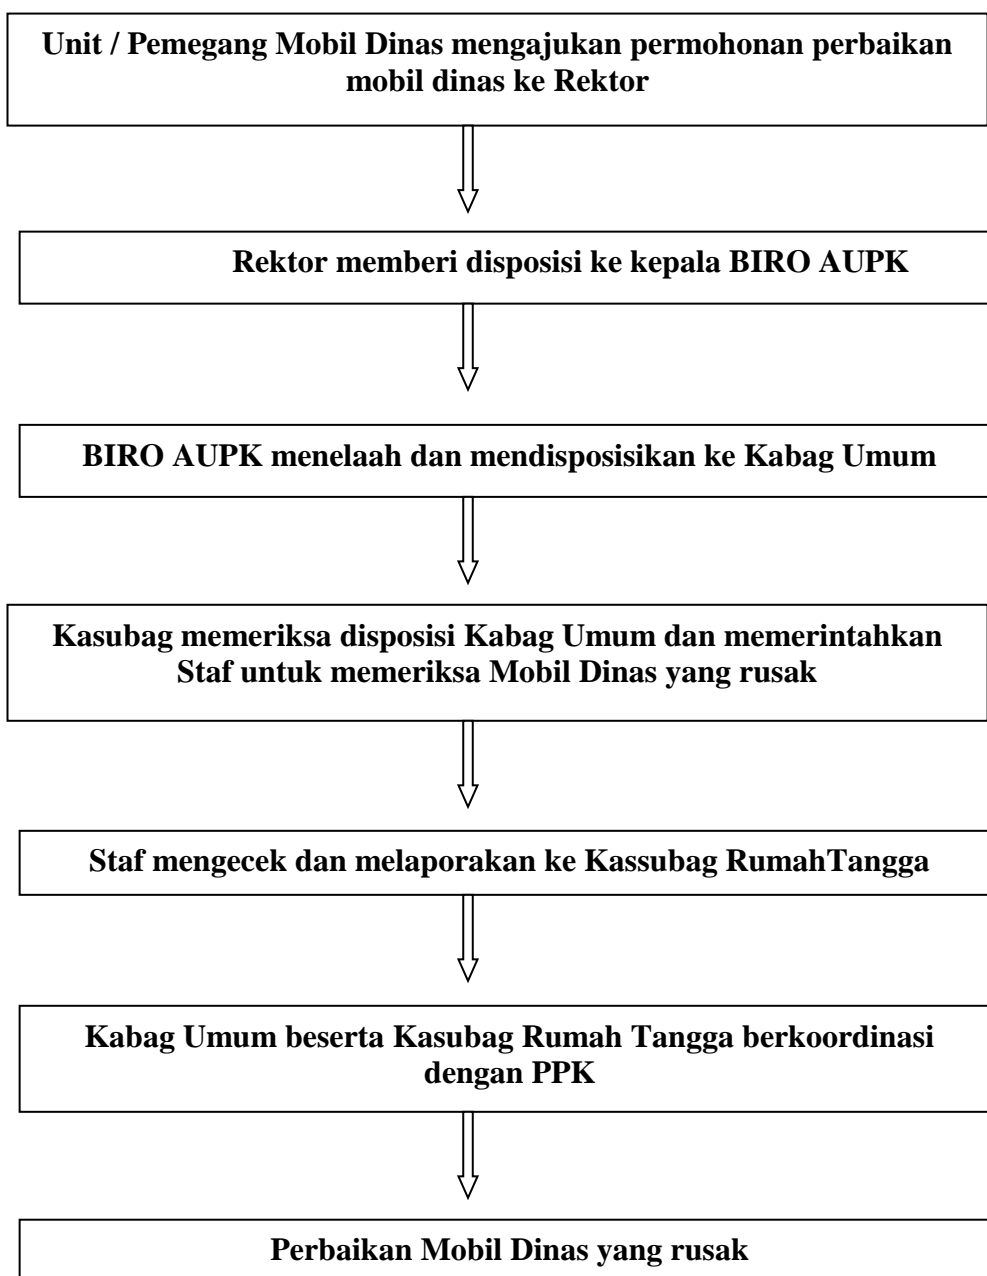 Unit / Pemegang Mobil Dinas mengajukan permohonan perbaikan
mobil dinas ke Rektor
Rektor memberi disposisi ke kepala BIRO AUPK
BIRO AUPK menelaah dan mendisposisikan ke Kabag Umum
Kasubag memeriksa disposisi Kabag Umum dan memerintahkan
Staf untuk memeriksa Mobil Dinas yang rusak
Staf mengecek dan melaporakan ke Kassubag RumahTangga
Kabag Umum beserta Kasubag Rumah Tangga berkoordinasi
dengan PPK
Perbaikan Mobil Dinas yang rusak